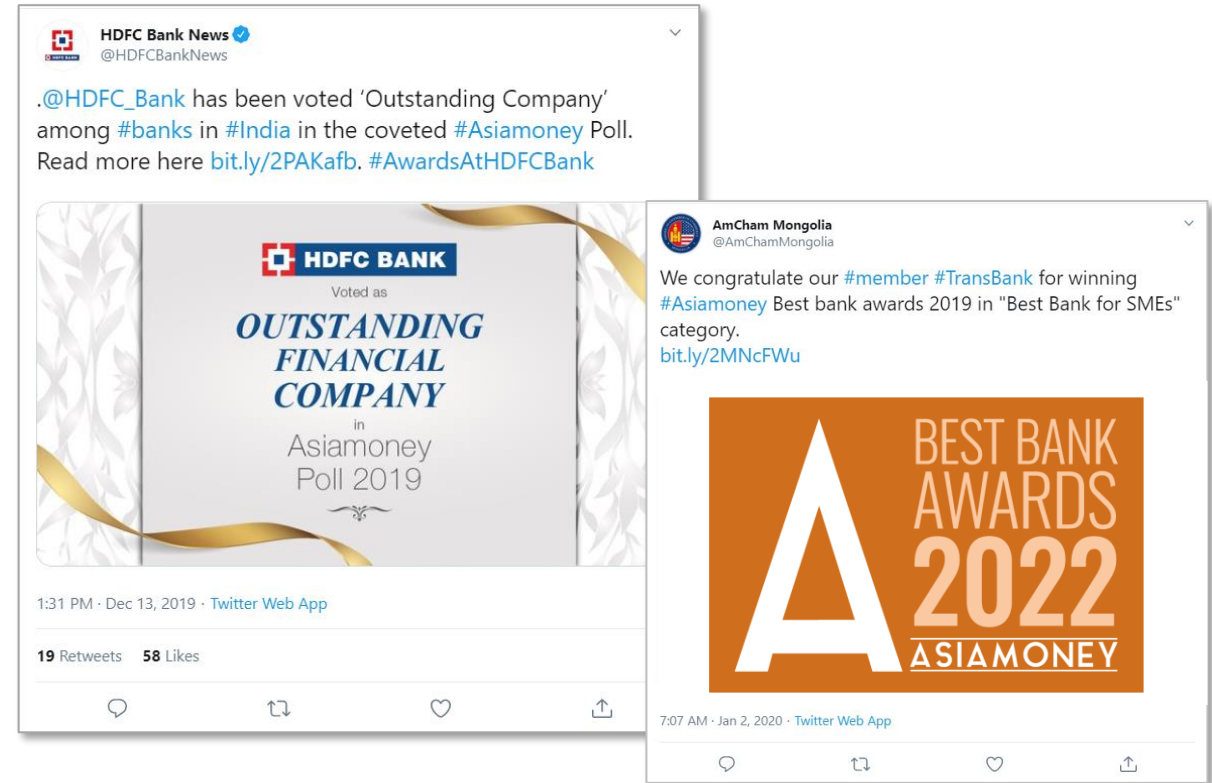 HDFC Bank News
@HDFCBankNews
.@HDFC_Bank has been voted ‘Outstanding Company’
among #banks in #India in the coveted #Asiamoney Poll.
Read more here bit.ly/2PAKafb. #AwardsAtHDFCBank
HDFC BANK
Voted as
OUTSTANDING
FINANCIAL
COMPANY
in
Asiamoney
Poll 2019
1:31 PM · Dec 13, 2019 · Twitter Web App
19 Retweets 58 Likes
AmCham Mongolia
@AmChamMongolia
We congratulate our #member #TransBank for winning
#Asiamoney Best bank awards 2019 in "Best Bank for SMEs"
category.
bit.ly/2MNcFWu
A
BEST BANK
AWARDS
2022
ASIAMONEY
7:07 AM · Jan 2, 2020 · Twitter Web App